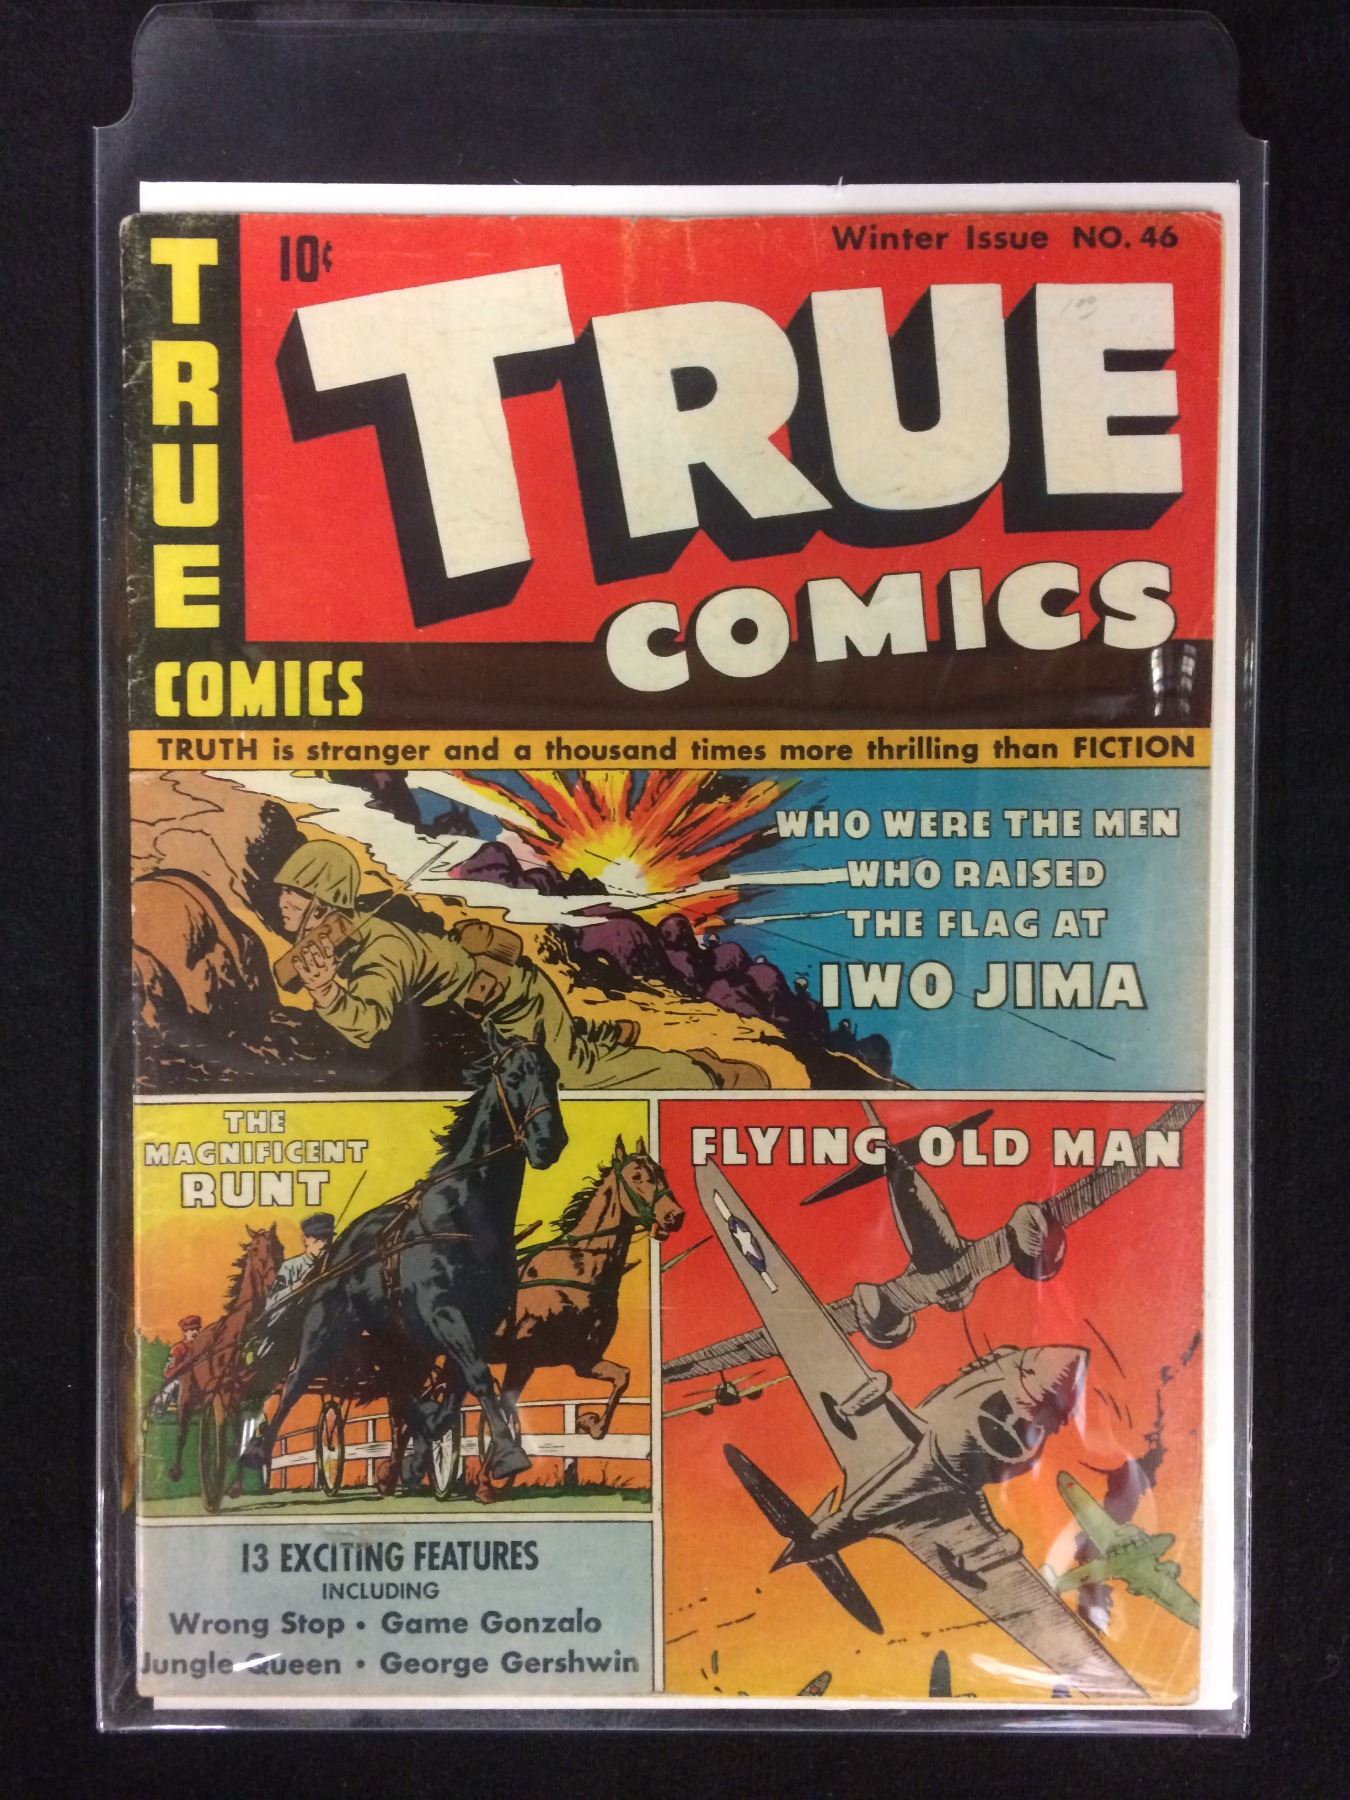 TRUE
COMICS
10¢
Winter Issue NO. 46
TRUE
COMICS
TRUTH is stranger and a thousand times more thrilling than FICTION
WHO WERE THE MEN
WHO RAISED
THE FLAG AT
IWO JIMA
THE
MAGNIFICENT
RUNT
FLYING OLD MAN
13 EXCITING FEATURES
INCLUDING
Wrong Stop • Game Gonzalo
Jungle Queen • George Gershwin